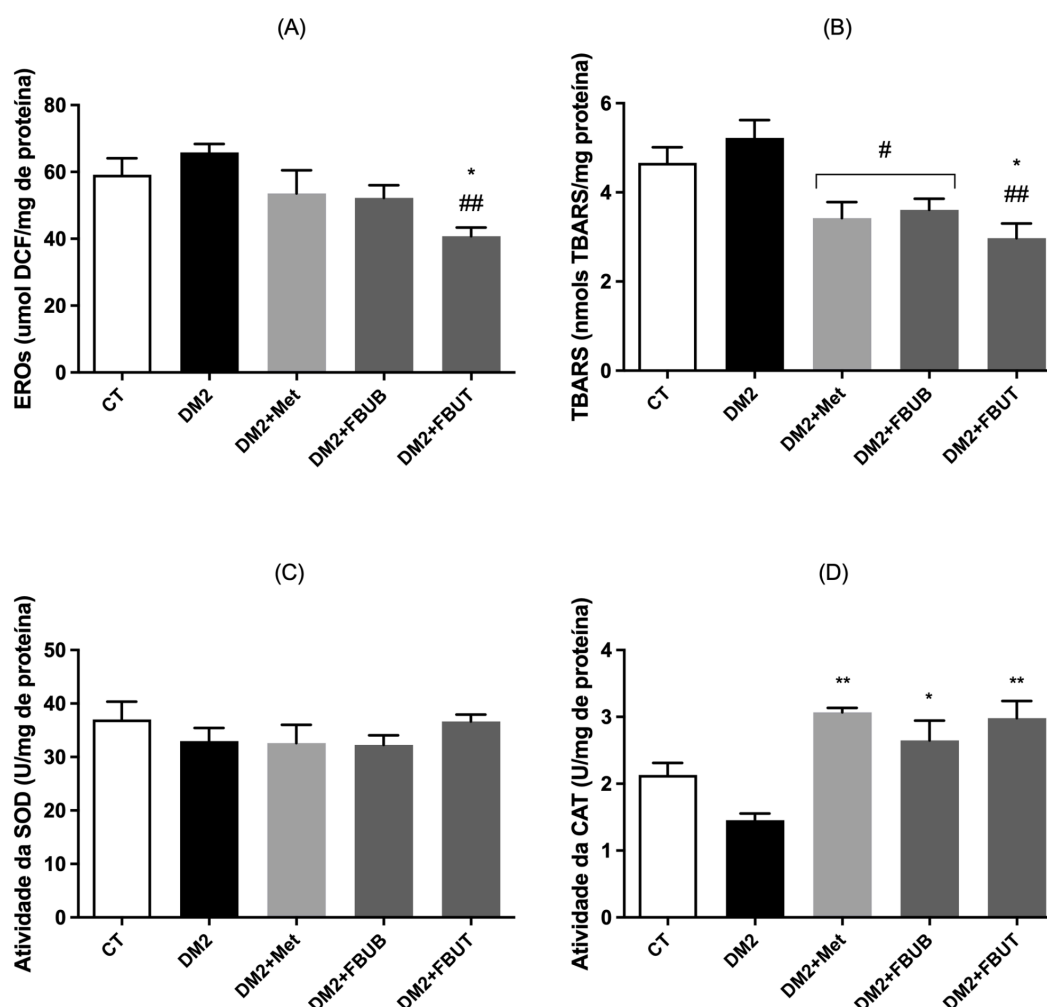 (A)
EROs (umol DCF/mg de proteína)
80
60
40
20
0
*
##
CT
DM2
DM2+Met
DM2+FBUB
DM2+FBUT
(B)
TBARS (nmols TBARS/mg proteína)
6
4
2
0
#
*
##
CT
DM2
DM2+Met
DM2+FBUB
DM2+FBUT
(C)
Atividade da SOD (U/mg de proteína)
50
40
30
20
10
0
CT
DM2
DM2+Met
DM2+FBUB
DM2+FBUT
(D)
Atividade da CAT (U/mg de proteína)
4
3
2
1
0
**
*
**
CT
DM2
DM2+Met
DM2+FBUB
DM2+FBUT